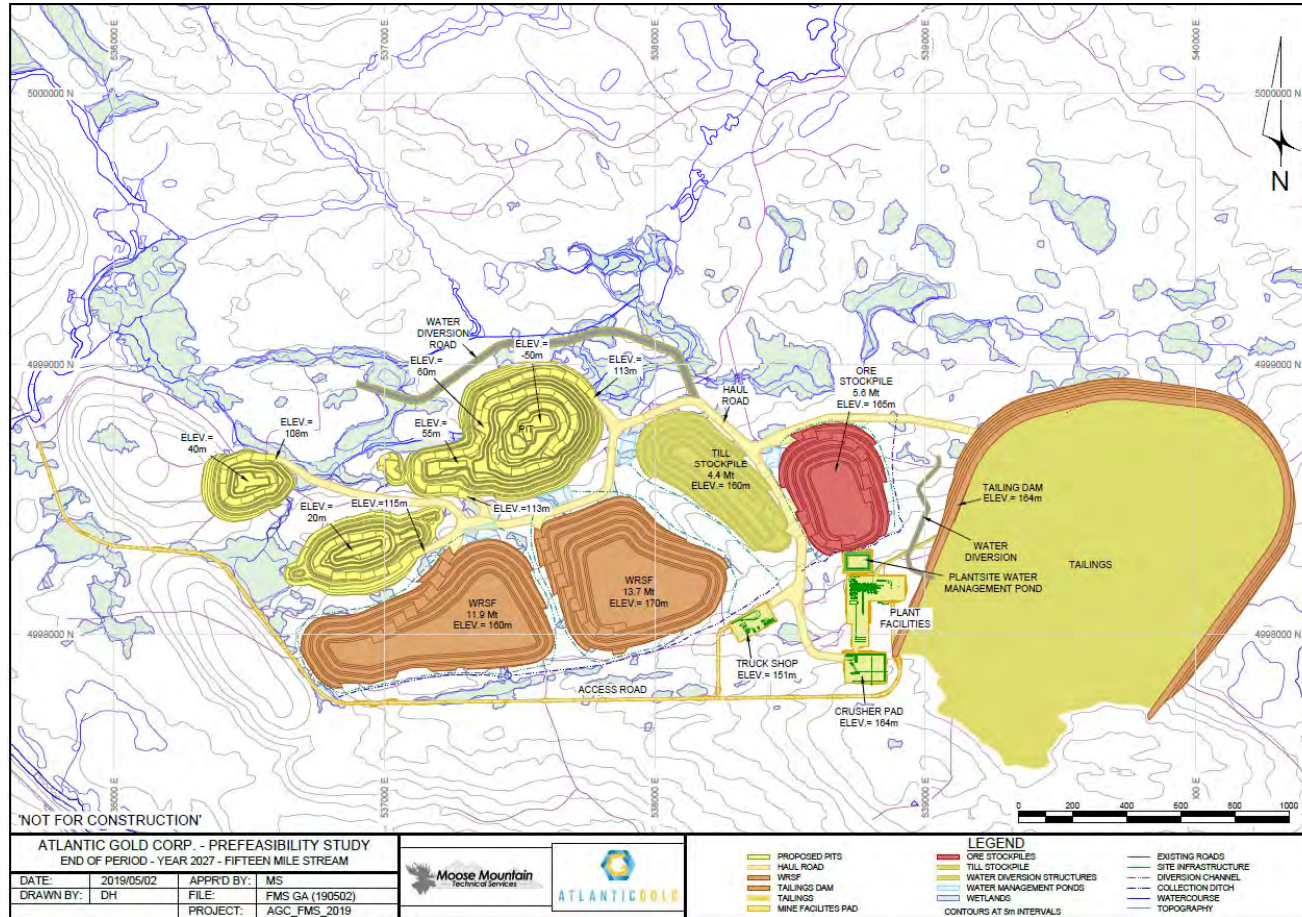 536000 E
537000 E
538000 E
539000 E
540000 E
5000000 N
5000000 N
N
WATER
DIVERSION
ROAD
ELEV.=
-50m
ELEV.=
60m
ELEV.=
113m
4999000 N
4999000 N
ORE
STOCKPILE
5.6 Mt
ELEV.= 165m
HAUL
ROAD
ELEV.=
108m
ELEV.=
55m
PIT
ELEV.=
40m
TILL
STOCKPILE
4.4 Mt
ELEV.= 160m
TAILING DAM
ELEV.= 164m
ELEV.=
20m
ELEV.=115m
ELEV.=113m
WATER
DIVERSION
TAILINGS
PLANTSITE WATER
MANAGEMENT POND
WRSF
13.7 Mt
ELEV.= 170m
WRSF
11.9 Mt
ELEV.= 160m
PLANT
FACILITIES
4998000 N
4998000 N
TRUCK SHOP
ELEV.= 151m
ACCESS ROAD
CRUSHER PAD
ELEV.= 164m
536000 E
537000 E
538000 E
539000 E
0 E
0 200 400 600 800 1000
'NOT FOR CONSTRUCTION'
ATLANTIC GOLD CORP. - PREFEASIBILITY STUDY
END OF PERIOD - YEAR 2027 - FIFTEEN MILE STREAM
DATE: 2019/05/02 APPR'D BY: MS
DRAWN BY: DH FILE: FMS GA (190502)
PROJECT: AGC_FMS_2019
Moose Mountain
Technical Services
ATLANTICGOLD
LEGEND
PROPOSED PITS
HAUL ROAD
WRSF
TAILINGS DAM
TAILINGS
MINE FACILITES PAD
ORE STOCKPILES
TILL STOCKPILE
WATER DIVERSION STRUCTURES
WATER MANAGEMENT PONDS
WETLANDS
CONTOURS AT 5m INTERVALS
EXISTING ROADS
SITE INFRASTRUCTURE
DIVERSION CHANNEL
COLLECTION DITCH
WATERCOURSE
TOPOGRAPHY